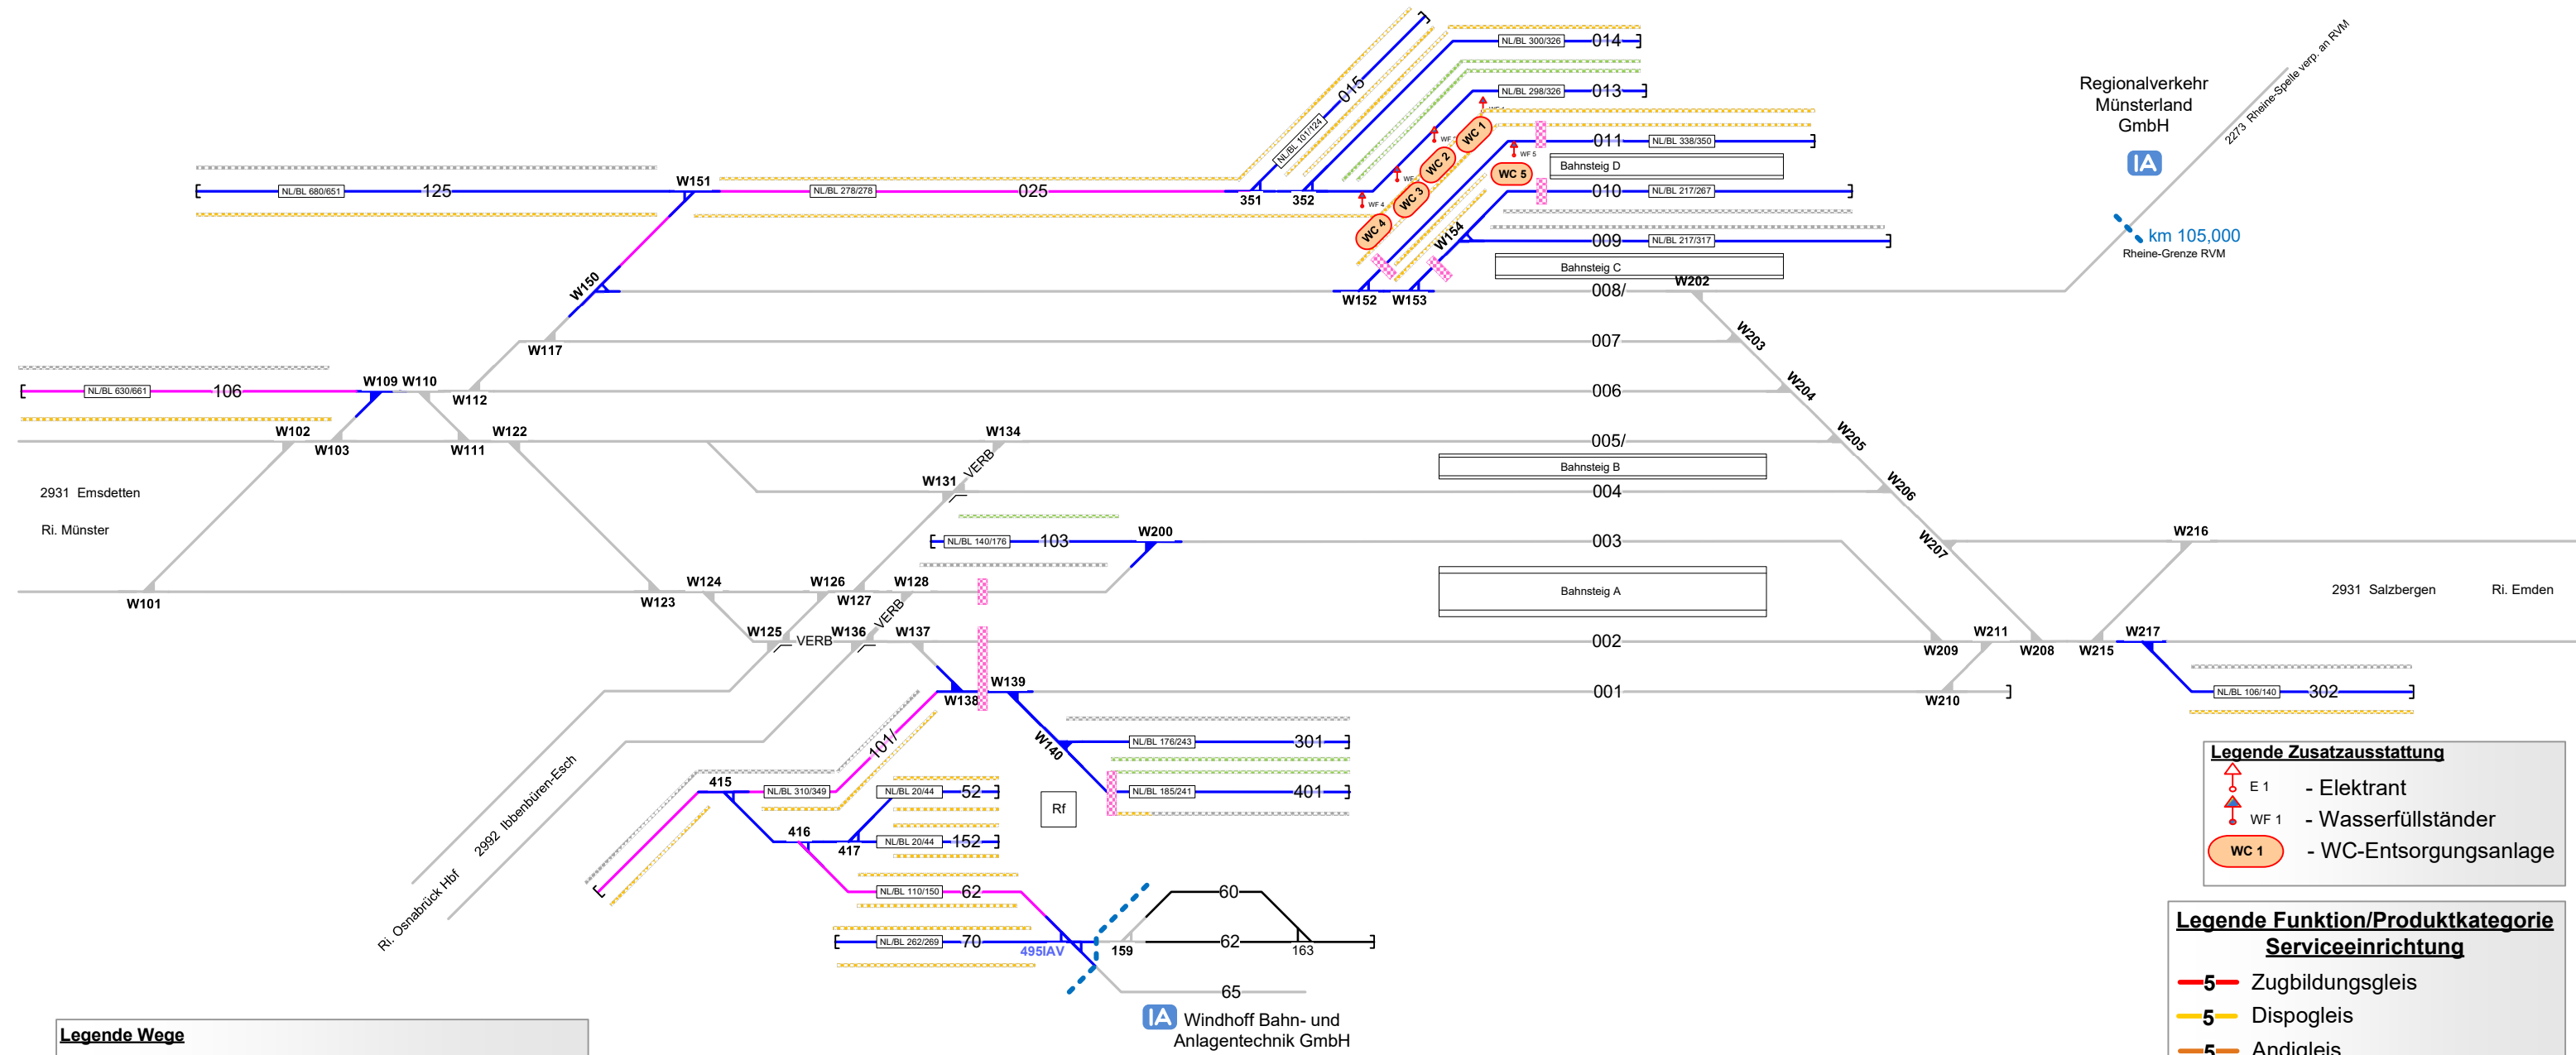 NL/BL 300/326 014
015
NL/BL 298/326 013
NL/BL 101/124
WC 1
WC 2
WC 3
WC 4
WC 5
WF 4
WF 5
011 NL/BL 338/350
Bahnsteig D
010 NL/BL 217/267
009 NL/BL 217/317
Bahnsteig C
Regionalverkehr
Münsterland
GmbH
IA
2273 Rheine-Spelle verp. an RVM
km 105,000
Rheine-Grenze RVM
NL/BL 680/651 125
W151
NL/BL 278/278 025
351 352
W154
W150
W152 W153
008/
W202
W117
007
W203
NL/BL 630/661 106
W109 W110
W112
006
W204
W102
W103
W111
W122
W134
005/
W205
VERB
Bahnsteig B
2931 Emsdetten
W131
004
W206
Ri. Münster
NL/BL 140/176 103
W200
003
W207
W216
W101
W123
W124
W126
W127
W128
VERB
Bahnsteig A
2931 Salzbergen Ri. Emden
W125
VERB
W136
W137
002
W209
W211
W208
W215
W217
W138
W139
001
W210
NL/BL 106/140 302
101/
W140
NL/BL 176/243 301
415
NL/BL 310/349
NL/BL 20/44 52
Rf
NL/BL 185/241 401
416
417
NL/BL 20/44 152
2992 Ibbenbüren-Esch
Ri. Osnabrück Hbf
NL/BL 110/150 62
60
NL/BL 262/269 70
495IAV
159
62
163
65
IA
Windhoff Bahn- und
Anlagentechnik GmbH
Legende Zusatzausstattung
E 1 - Elektrant
WF 1 - Wasserfüllständer
WC 1 - WC-Entsorgungsanlage
Legende Funktion/Produktkategorie
Serviceeinrichtung
5 Zugbildungsgleis
5 Dispogleis
5 Andigleis
Legende Wege